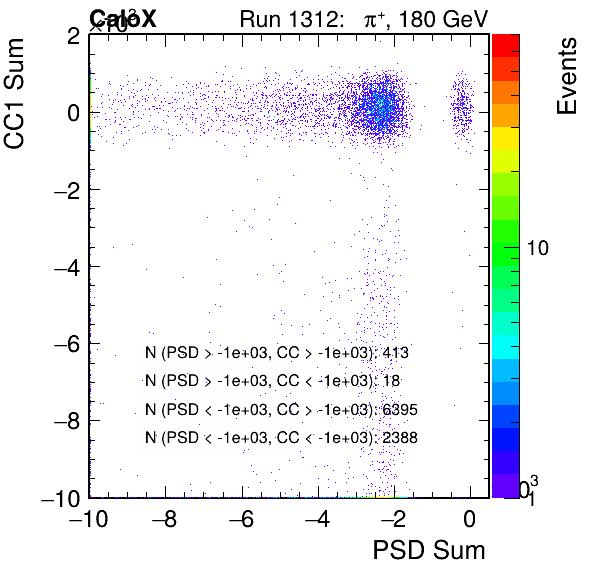 ×10³
CaloX
Run 1312: π⁺, 180 GeV
CC1 Sum
Events
2
0
−2
−4
−6
−8
−10
N (PSD > -1e+03, CC > -1e+03): 413
N (PSD > -1e+03, CC < -1e+03): 18
N (PSD < -1e+03, CC > -1e+03): 6395
N (PSD < -1e+03, CC < -1e+03): 2388
10
1
−10
−8
−6
−4
−2
0
PSD Sum